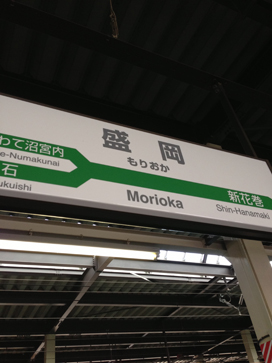 盛岡
もりおか
Morioka
わて沼宮内
e-Numakunai
石
ukuishi
新花巻
Shin-Hanamaki